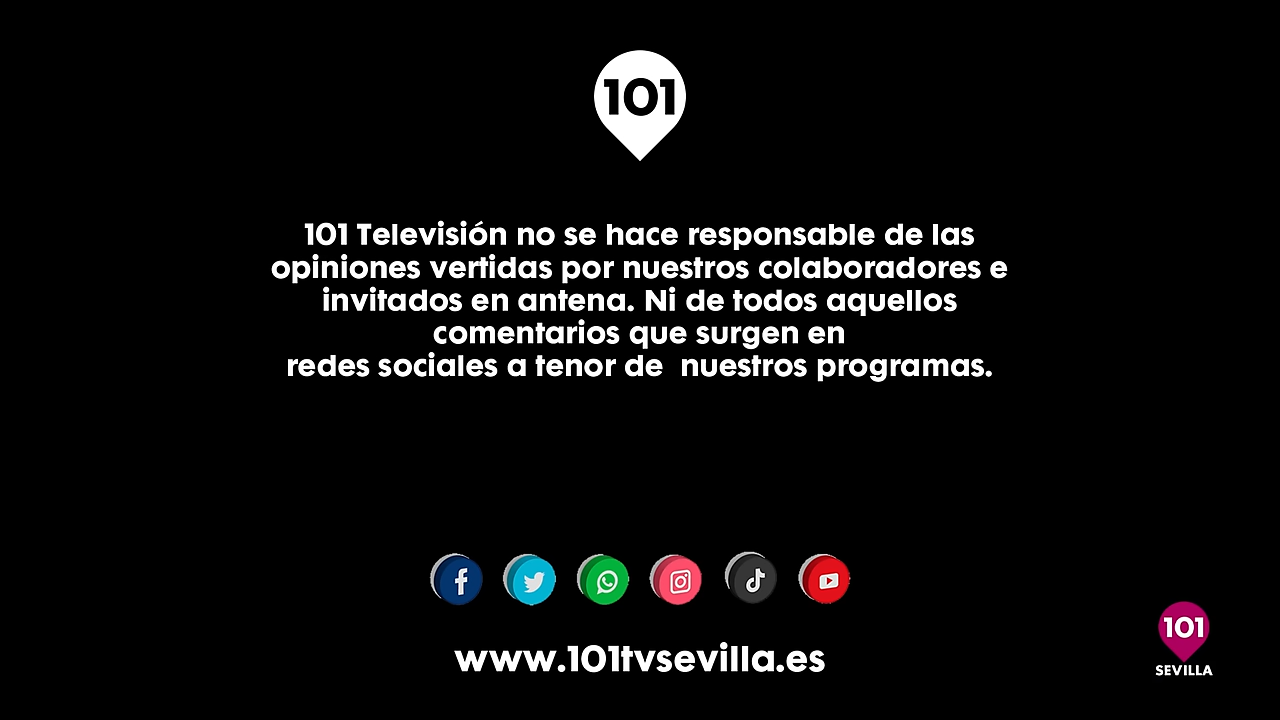 101
101 Televisión no se hace responsable de las
opiniones vertidas por nuestros colaboradores e
invitados en antena. Ni de todos aquellos
comentarios que surgen en
redes sociales a tenor de  nuestros programas.
www.101tvsevilla.es
101
SEVILLA